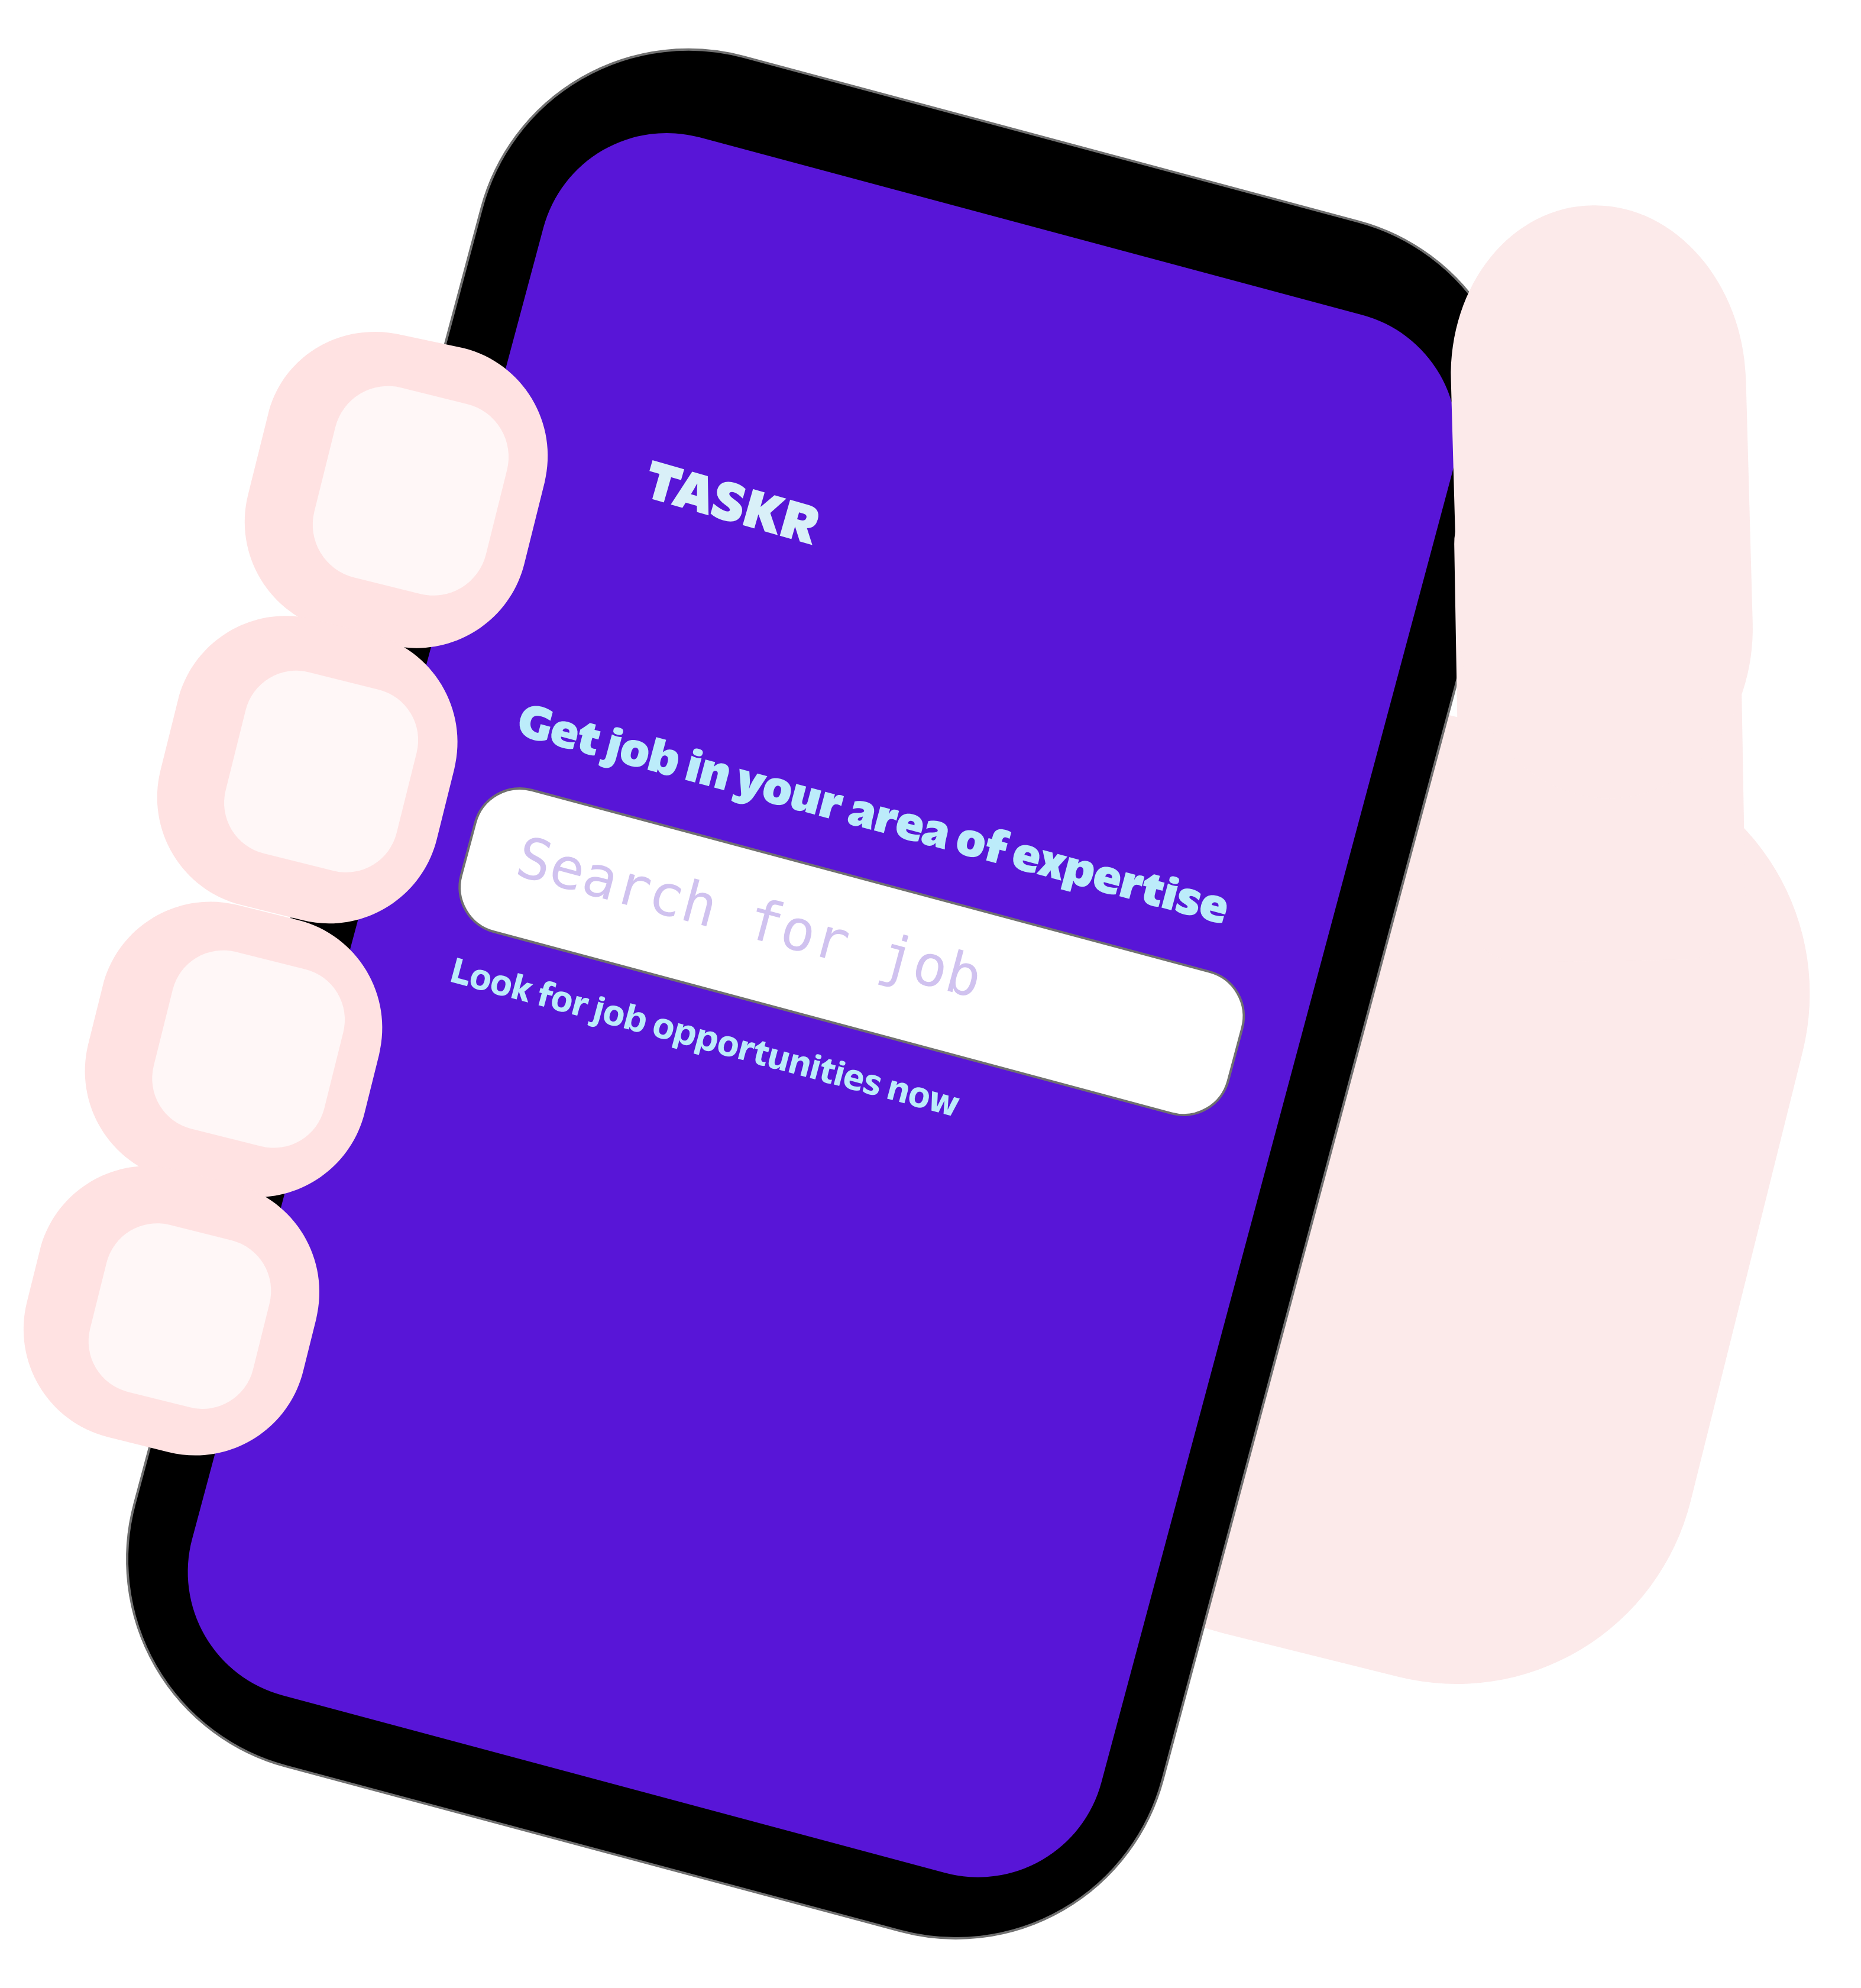 TASKR
Get job in your area of expertise
Search for job
Look for job opportunities now